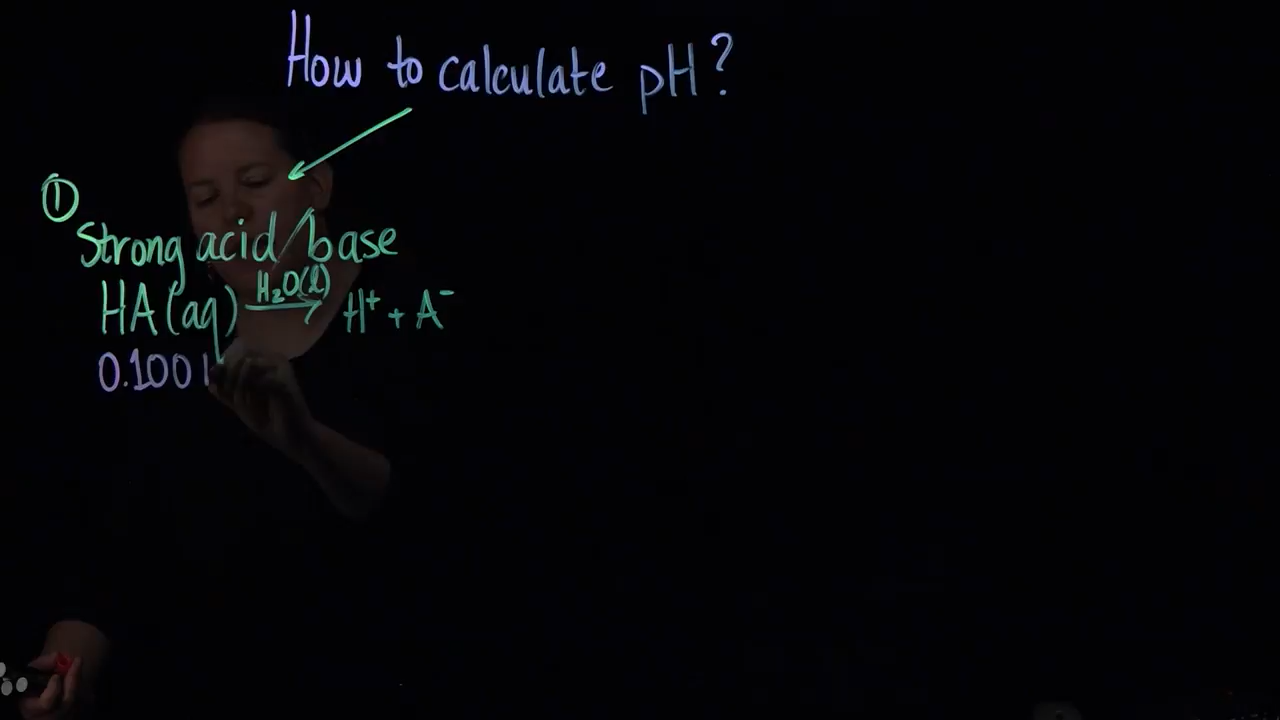 How to calculate pH?
①
Strong acid/base
HA(aq) H₂O(l)⟶ H⁺ + A⁻
0.100